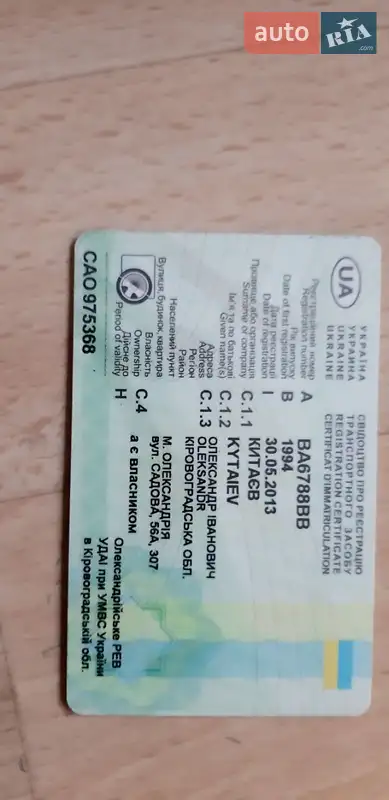 auto RIA.com
UA
УКРАЇНА
УКРАИНА
UKRAINE
UKRAINE
СВІДОЦТВО ПРО РЕЄСТРАЦІЮ
ТРАНСПОРТНОГО ЗАСОБУ
REGISTRATION CERTIFICATE
CERTIFICAT D'IMMATRICULATION
Реєстраційний номер
Registration number A BA6788BB
Рік випуску
Date of first registration B 1994
Дата реєстрації
Date of registration I 30.05.2013
Прізвище або організація C.1.1 КИТАЄВ
Surname or company KYTAIEV
Ім'я та по батькові C.1.2 ОЛЕКСАНДР ІВАНОВИЧ
Given name(s) OLEKSANDR
Адреса C.1.3 КІРОВОГРАДСЬКА ОБЛ.
Address
Регіон
Район
Населений пункт М. ОЛЕКСАНДРІЯ
Вулиця, будинок, квартира вул. САДОВА, 56А, 307
Власність C.4 а є власником
Ownership
Дійсне до H
Period of validity
Олександрійське РЕВ
УДАІ при УМВС України
в Кіровоградській обл.
САО 975368